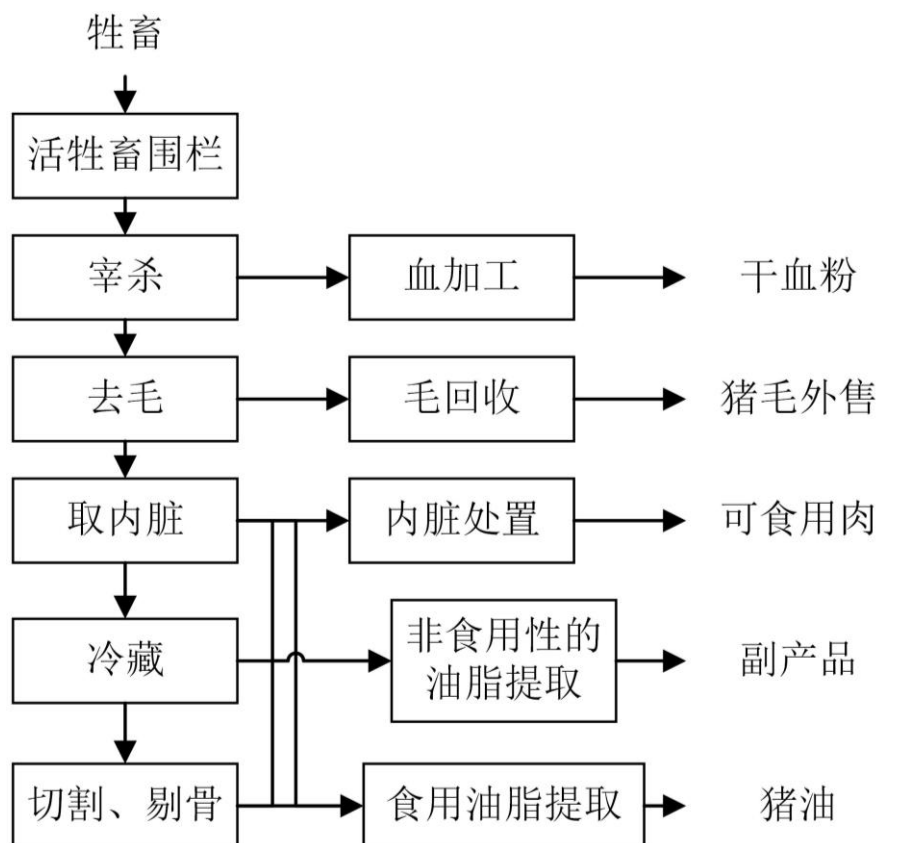 牲畜
活牲畜围栏
宰杀
血加工
干血粉
去毛
毛回收
猪毛外售
取内脏
内脏处置
可食用肉
冷藏
非食用性的
油脂提取
副产品
切割、剔骨
食用油脂提取
猪油